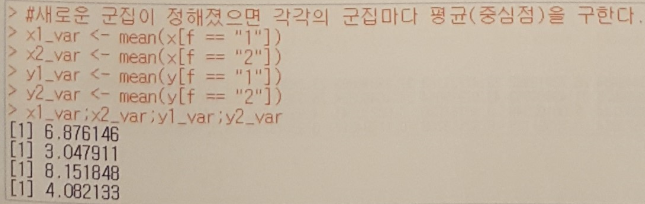 > #새로운 군집이 정해졌으면 각각의 군집마다 평균(중심점)을 구한다.
> x1_var <- mean(x[f == "1"])
> x2_var <- mean(x[f == "2"])
> y1_var <- mean(y[f == "1"])
> y2_var <- mean(y[f == "2"])
> x1_var;x2_var;y1_var;y2_var
[1] 6.876146
[1] 3.047911
[1] 8.151848
[1] 4.082133